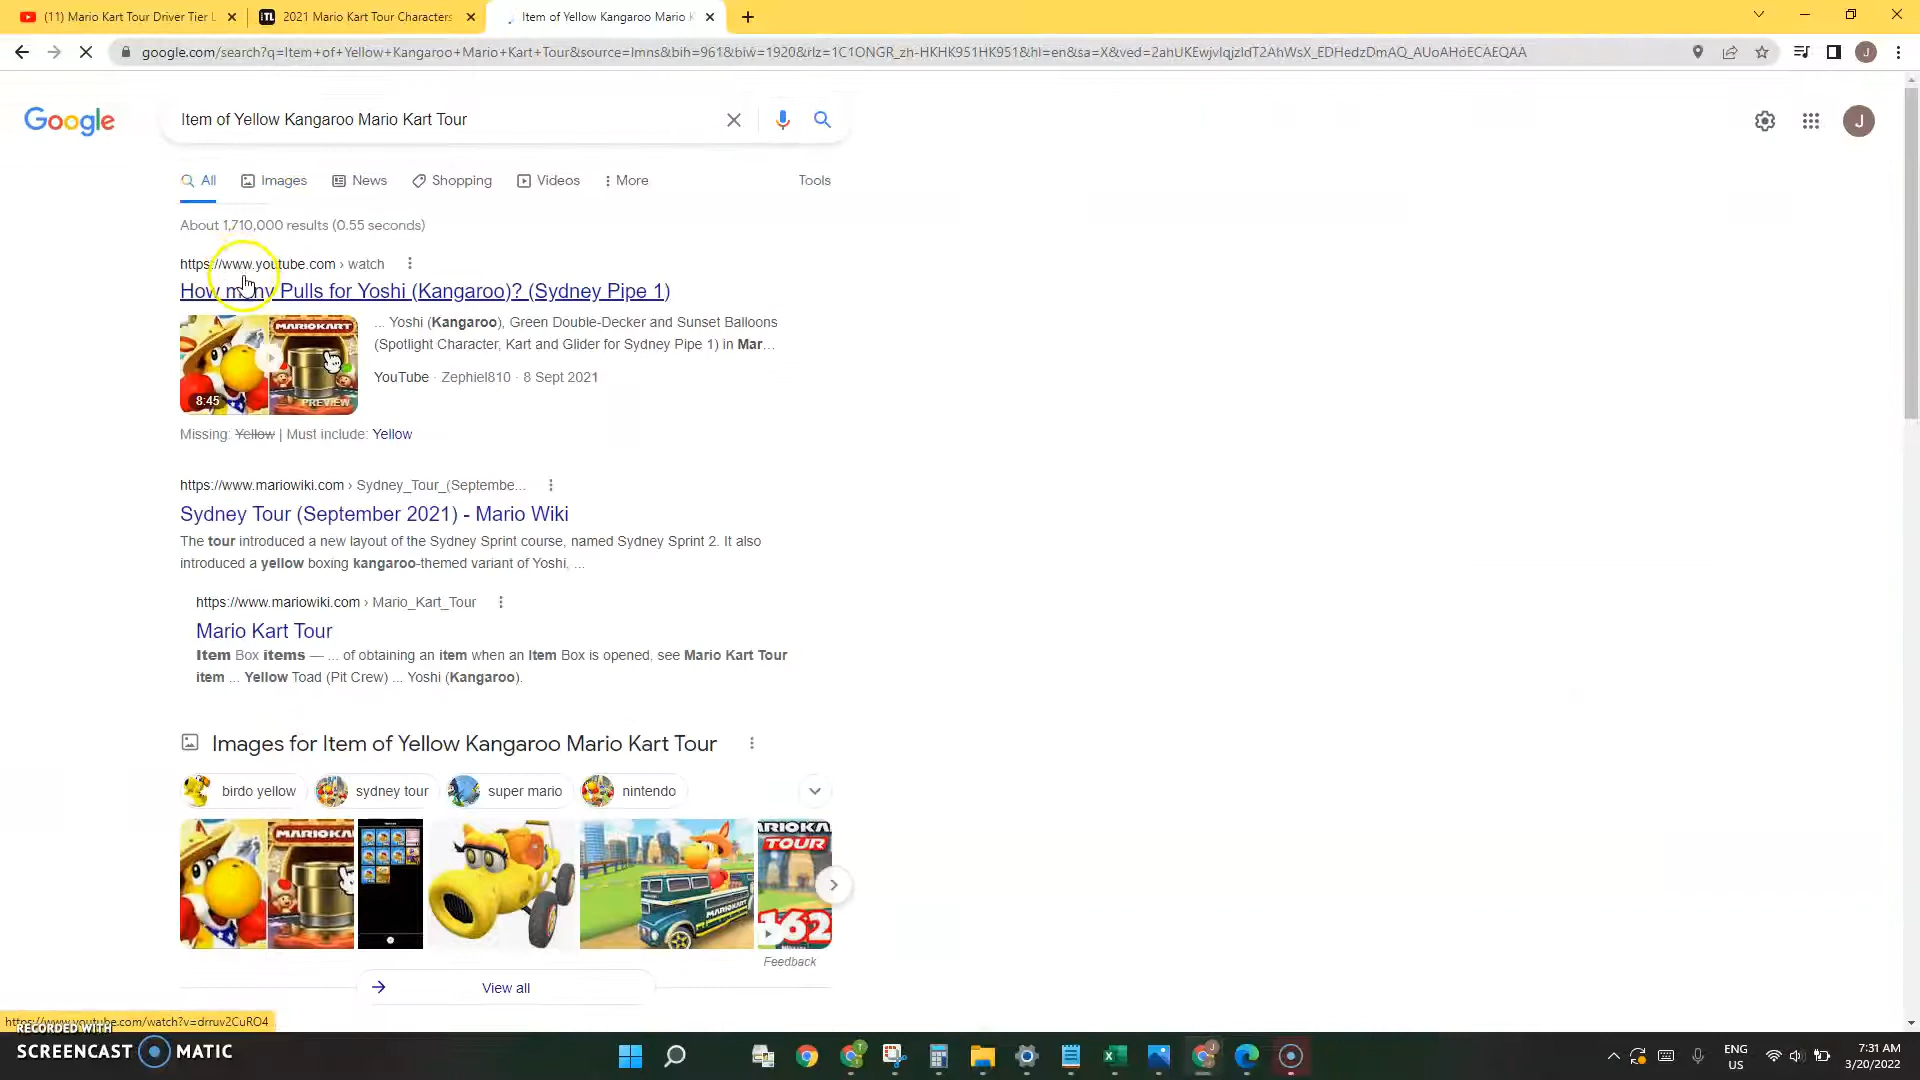 (11) Mario Kart Tour Driver Tier L
2021 Mario Kart Tour Characters
Item of Yellow Kangaroo Mario K
google.com/search?q=Item+of+Yellow+Kangaroo+Mario+Kart+Tour&source=lmns&bih=961&biw=1920&rlz=1C1ONGR_zh-HKHK951HK951&hl=en&sa=X&ved=2ahUKEwjvlqjzldT2AhWsX_EDHedzDmAQ_AUoAHoECAEQAA
J
Google
Item of Yellow Kangaroo Mario Kart Tour
J
All
Images
News
Shopping
Videos
More
Tools
About 1,710,000 results (0.55 seconds)
https://www.youtube.com › watch
How many Pulls for Yoshi (Kangaroo)? (Sydney Pipe 1)
MARIOKART
PREVIEW
8:45
... Yoshi (Kangaroo), Green Double-Decker and Sunset Balloons
(Spotlight Character, Kart and Glider for Sydney Pipe 1) in Mar...
YouTube · Zephiel810 · 8 Sept 2021
Missing: Yellow | Must include: Yellow
https://www.mariowiki.com › Sydney_Tour_(Septembe...
Sydney Tour (September 2021) - Mario Wiki
The tour introduced a new layout of the Sydney Sprint course, named Sydney Sprint 2. It also
introduced a yellow boxing kangaroo-themed variant of Yoshi, ...
https://www.mariowiki.com › Mario_Kart_Tour
Mario Kart Tour
Item Box items — ... of obtaining an item when an Item Box is opened, see Mario Kart Tour
item ... Yellow Toad (Pit Crew) ... Yoshi (Kangaroo).
Images for Item of Yellow Kangaroo Mario Kart Tour
birdo yellow
sydney tour
super mario
nintendo
MARIOKA
MARIOKART
ARIOKA
TOUR
162
Feedback
View all
https://www.youtube.com/watch?v=drruv2CuRO4
RECORDED WITH
SCREENCAST MATIC
ENG
US
7:31 AM
3/20/2022